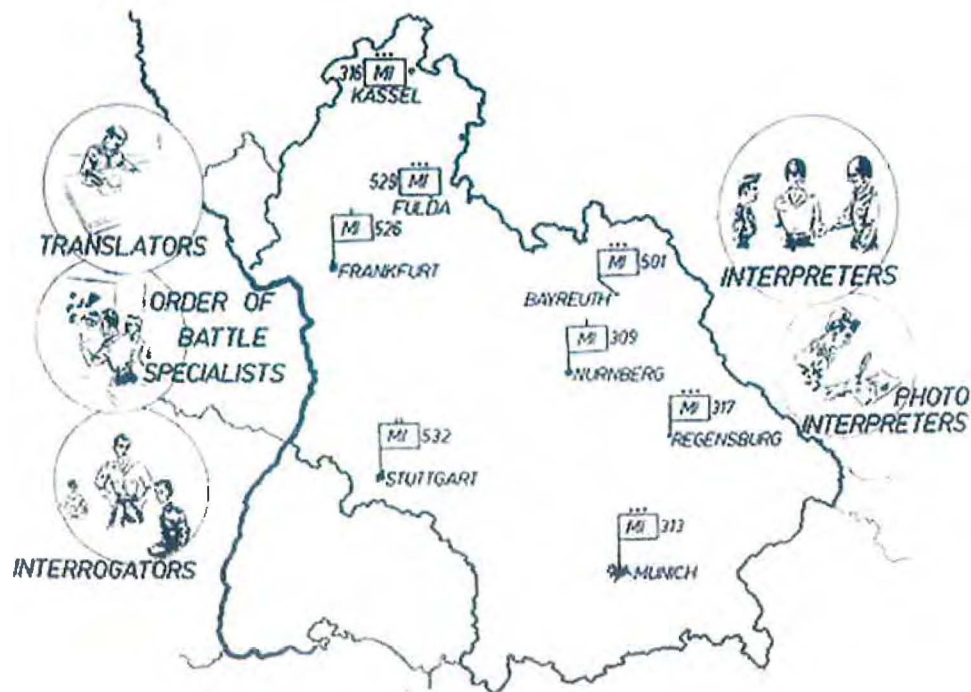 316 MI
KASSEL
529 MI
FULDA
MI 526
FRANKFURT
TRANSLATORS
ORDER OF
BATTLE
SPECIALISTS
INTERROGATORS
MI 501
BAYREUTH
MI 309
NURNBERG
MI 317
REGENSBURG
MI 532
STUTTGART
MI 313
MUNICH
INTERPRETERS
PHOTO
INTERPRETERS